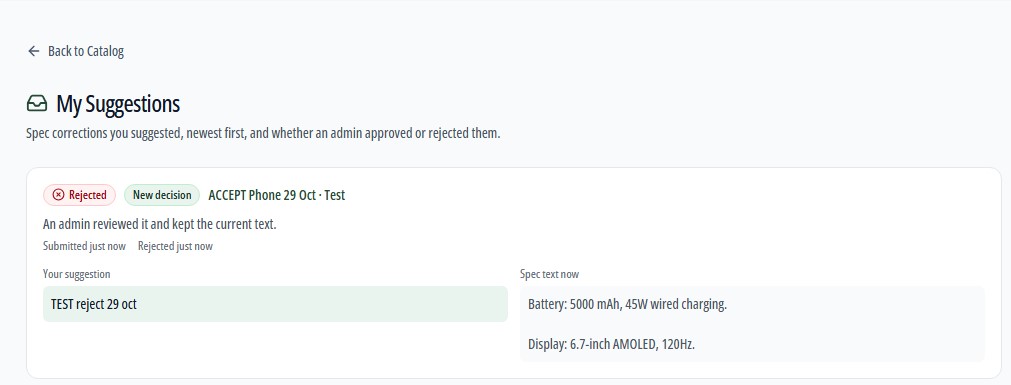 Back to Catalog
My Suggestions
Spec corrections you suggested, newest first, and whether an admin approved or rejected them.
Rejected New decision ACCEPT Phone 29 Oct · Test
An admin reviewed it and kept the current text.
Submitted just now Rejected just now
Your suggestion Spec text now
TEST reject 29 oct Battery: 5000 mAh, 45W wired charging.
Display: 6.7-inch AMOLED, 120Hz.